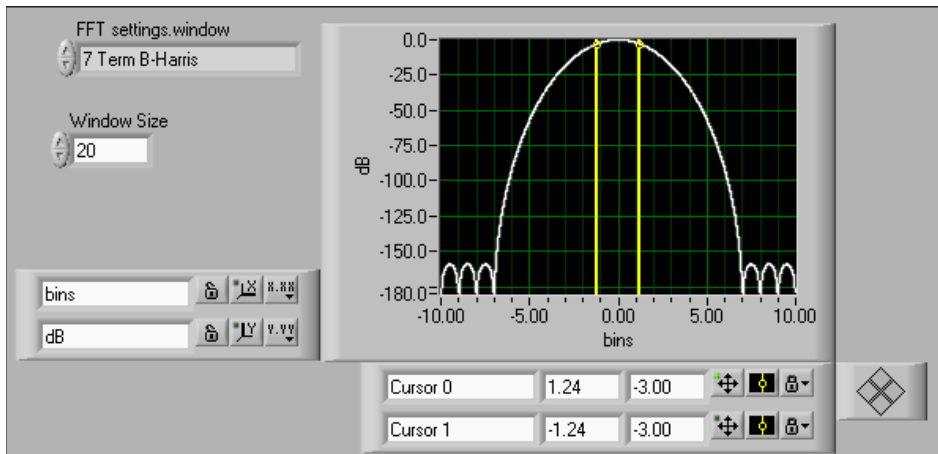 FFT settings.window
7 Term B-Harris
Window Size
20
0.0
-25.0
-50.0
-75.0
dB
-100.0
-125.0
-150.0
-180.0
-10.00 -5.00 0.00 5.00 10.00
bins
bins X X.XX
dB Y Y.YY
Cursor 0 1.24 -3.00
Cursor 1 -1.24 -3.00